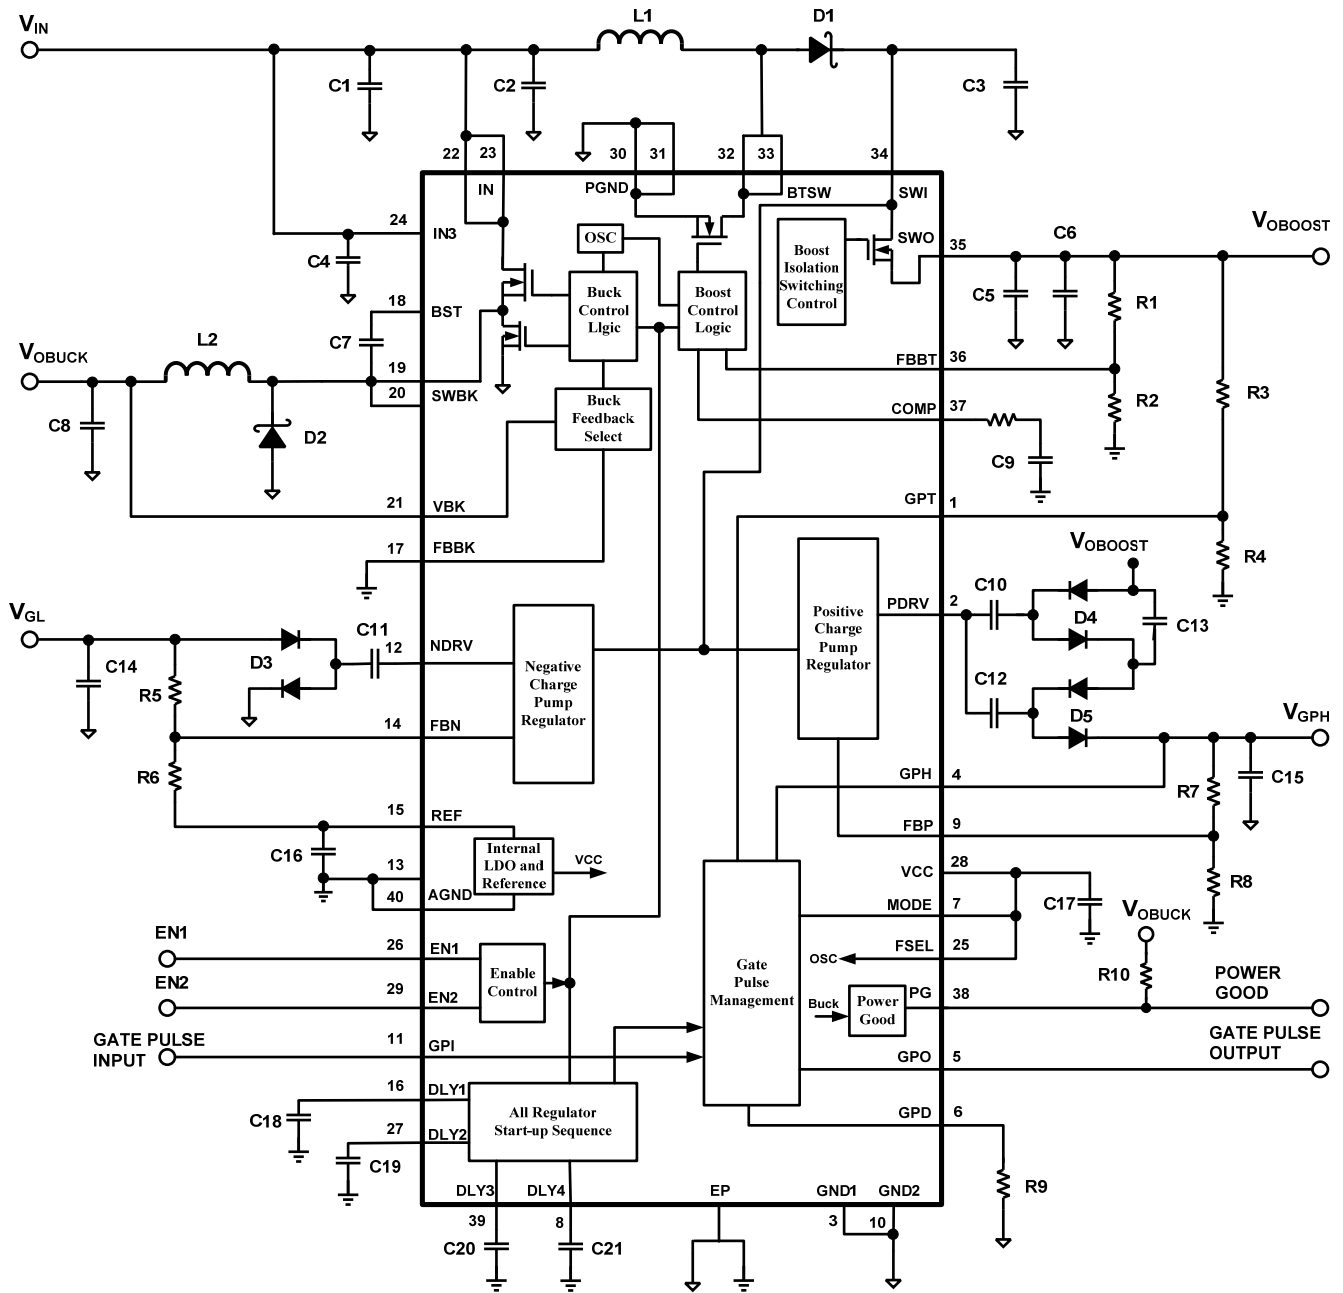 VIN
L1
D1
C1
C2
C3
22
23
30
31
32
33
34
IN
PGND
BTSW
SWI
24
IN3
OSC
Boost
Isolation
Switching
Control
SWO
35
C6
VOBOOST
C4
18
BST
Buck
Control
Llgic
Boost
Control
Logic
C5
R1
C7
VOBUCK
L2
19
20
SWBK
FBBT
36
Buck
Feedback
Select
COMP
37
R2
R3
C8
D2
C9
21
VBK
GPT
1
17
FBBK
VOBOOST
R4
VGL
C11
12
NDRV
D3
C14
R5
Negative
Charge
Pump
Regulator
Positive
Charge
Pump
Regulator
PDRV
2
C10
D4
C13
C12
D5
VGPH
14
FBN
R6
GPH
4
R7
C15
15
REF
FBP
9
C16
13
40
AGND
Internal
LDO and
Reference
VCC
VCC
28
R8
MODE
7
C17
VOBUCK
EN1
26
EN1
FSEL
25
OSC
EN2
29
EN2
Enable
Control
Gate
Pulse
Management
R10
POWER
GOOD
Buck
Power
Good
PG
38
GATE PULSE
INPUT
11
GPI
GPO
5
GATE PULSE
OUTPUT
16
DLY1
C18
All Regulator
Start-up Sequence
GPD
6
27
DLY2
C19
R9
DLY3
DLY4
EP
GND1
GND2
39
8
3
10
C20
C21